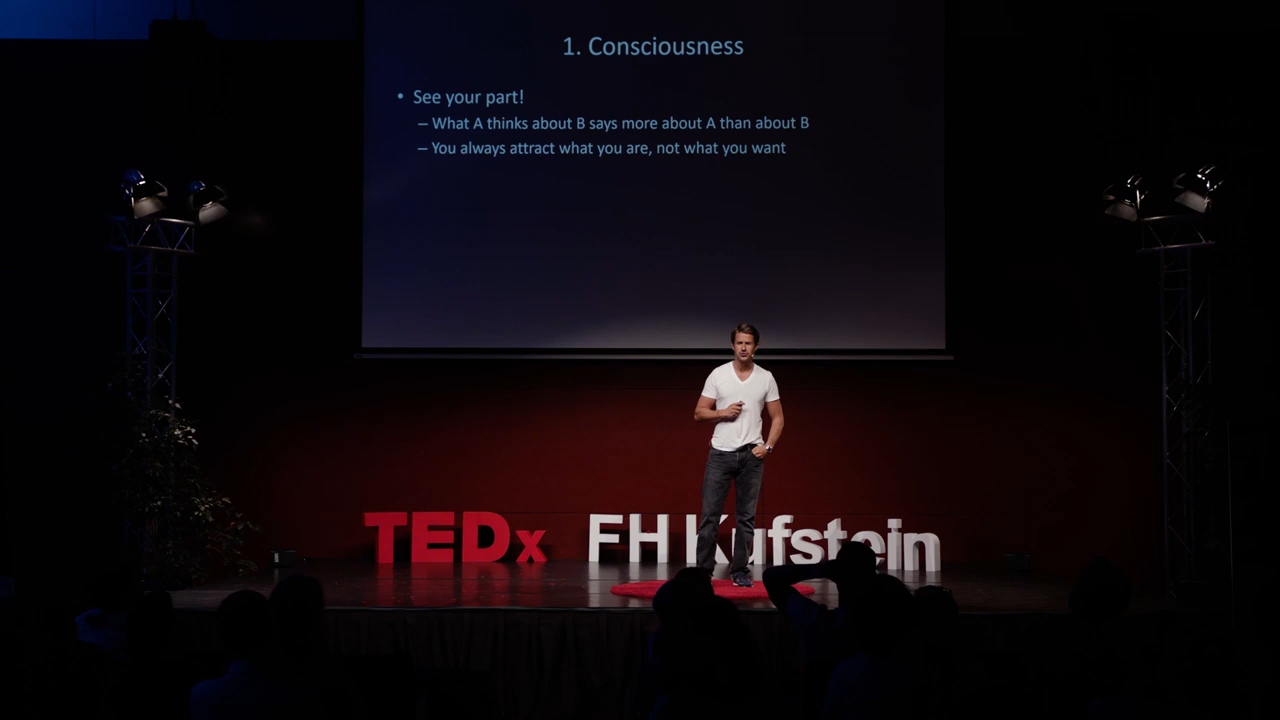 1. Consciousness
• See your part!
– What A thinks about B says more about A than about B
– You always attract what you are, not what you want
TEDx FH Kufstein